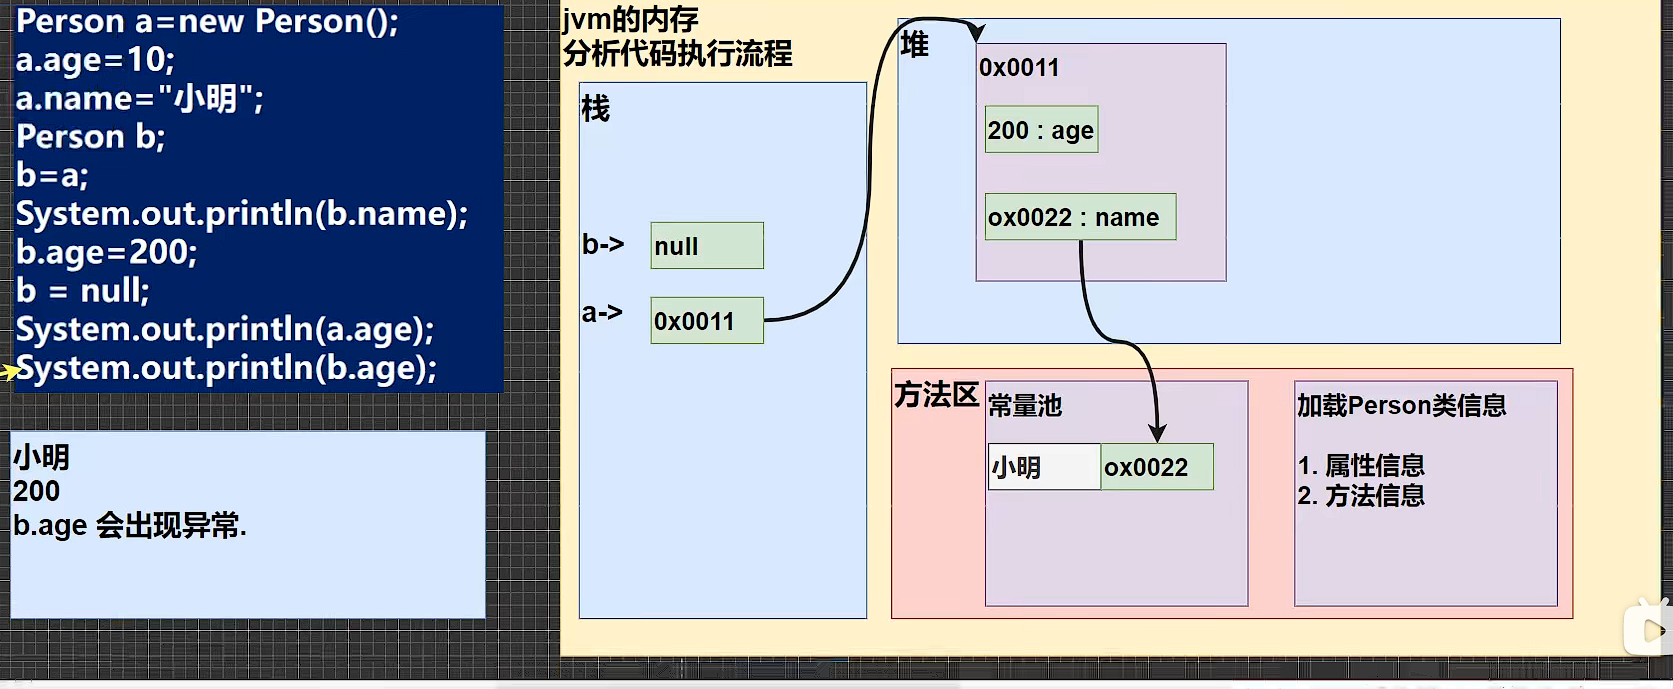 Person a=new Person();
a.age=10;
a.name="小明";
Person b;
b=a;
System.out.println(b.name);
b.age=200;
b = null;
System.out.println(a.age);
System.out.println(b.age);
小明
200
b.age 会出现异常.
jvm的内存
分析代码执行流程
栈
b->
null
a->
0x0011
堆
0x0011
200 : age
ox0022 : name
方法区
常量池
小明
ox0022
加载Person类信息
1. 属性信息
2. 方法信息